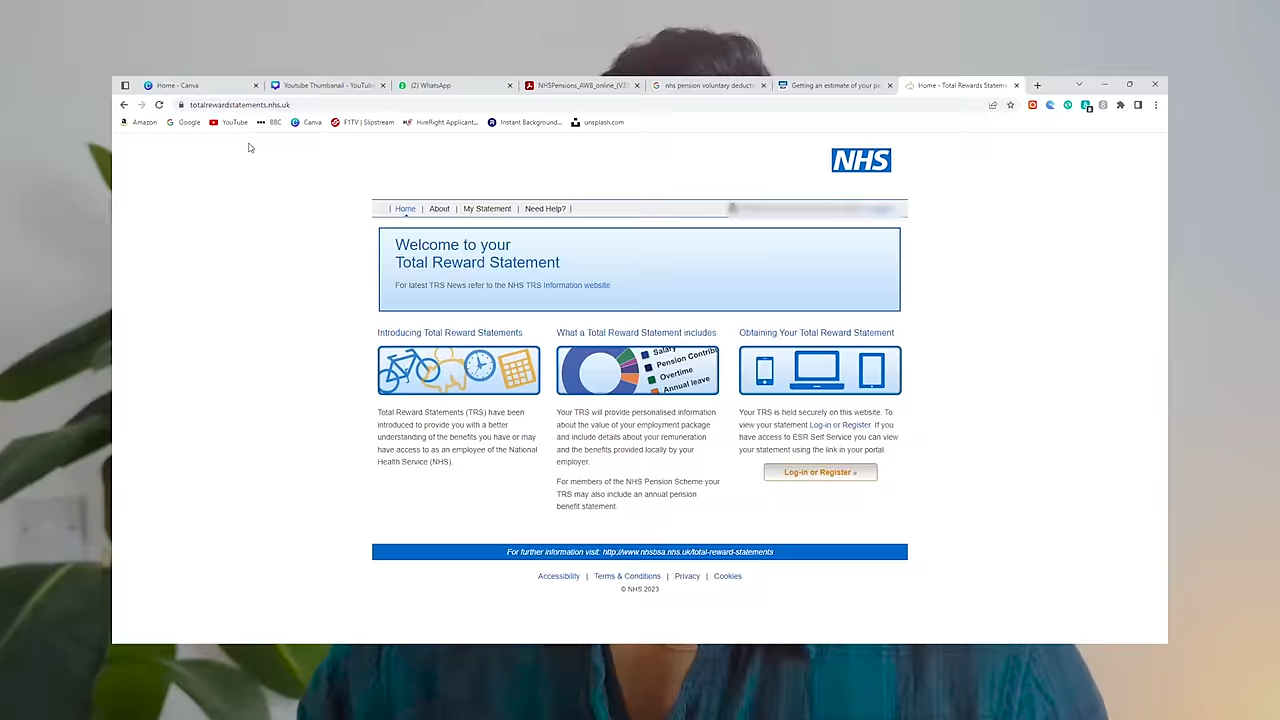 Home - Canva
Youtube Thumbanail - YouTube
(2) WhatsApp
NHSPensions_AW8_online_(V3)
nhs pension voluntary deduct
Getting an estimate of your pe
Home - Total Rewards Stateme
totalrewardstatements.nhs.uk
Amazon
Google
YouTube
BBC
Canva
F1TV | Slipstream
HireRight Applicant...
Instant Background...
unsplash.com
NHS
| Home | About | My Statement | Need Help? |
Welcome to your
Total Reward Statement
For latest TRS News refer to the NHS TRS Information website
Introducing Total Reward Statements
Total Reward Statements (TRS) have been
introduced to provide you with a better
understanding of the benefits you have or may
have access to as an employee of the National
Health Service (NHS).
What a Total Reward Statement includes
Salary
Pension Contrib
Overtime
Annual leave
Your TRS will provide personalised information
about the value of your employment package
and include details about your remuneration
and the benefits provided locally by your
employer.
For members of the NHS Pension Scheme your
TRS may also include an annual pension
benefit statement.
Obtaining Your Total Reward Statement
Your TRS is held securely on this website. To
view your statement Log-in or Register. If you
have access to ESR Self Service you can view
your statement using the link in your portal.
Log-in or Register »
For further information visit: http://www.nhsbsa.nhs.uk/total-reward-statements
Accessibility | Terms & Conditions | Privacy | Cookies
© NHS 2023